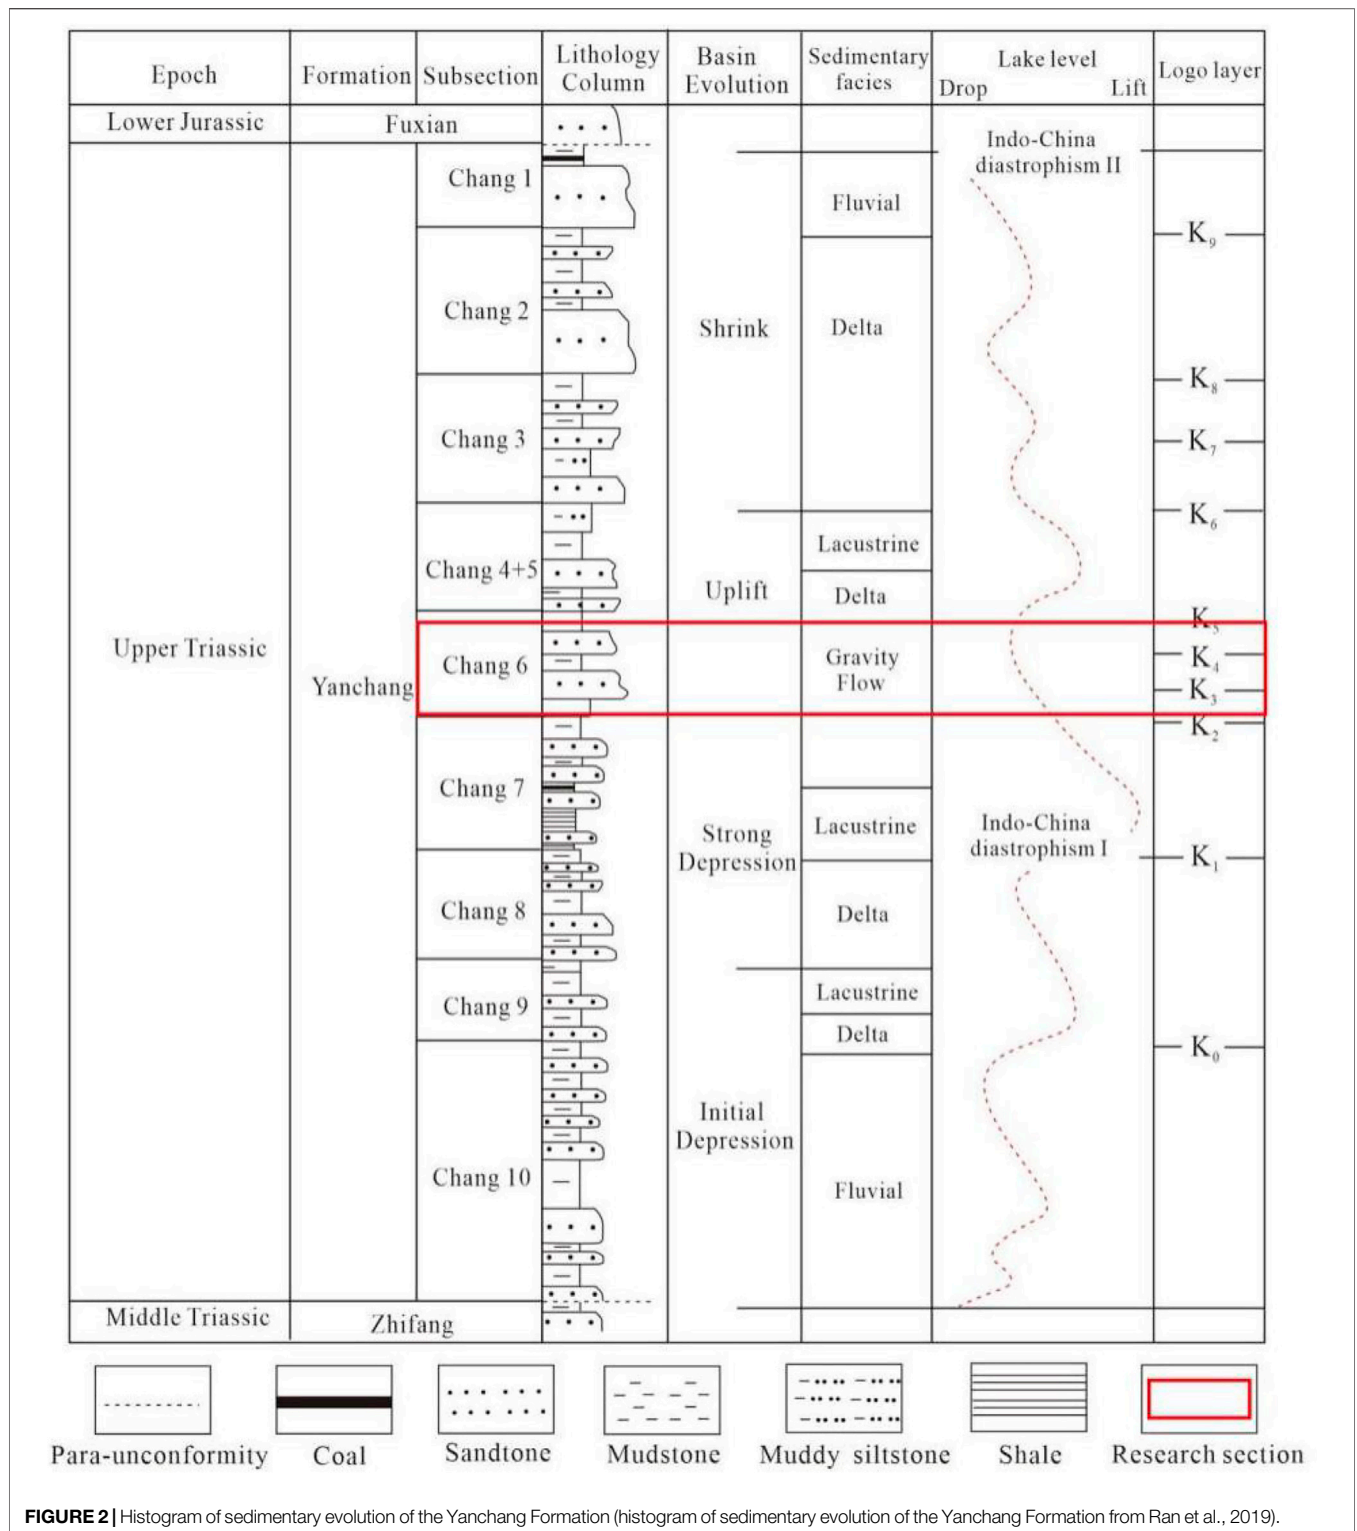 Epoch
Formation
Subsection
Lithology
Column
Basin
Evolution
Sedimentary
facies
Lake level
Drop
Lift
Logo layer
Lower Jurassic
Fuxian
Indo-China
diastrophism II
Chang 1
Fluvial
K9
Chang 2
Shrink
Delta
K8
Chang 3
K7
K6
Lacustrine
Chang 4+5
Uplift
Delta
K5
Upper Triassic
Yanchang
Chang 6
Gravity
Flow
K4
K3
K2
Chang 7
Strong
Depression
Lacustrine
Indo-China
diastrophism I
K1
Chang 8
Delta
Chang 9
Lacustrine
Delta
K0
Initial
Depression
Chang 10
Fluvial
Middle Triassic
Zhifang
Para-unconformity
Coal
Sandtone
Mudstone
Muddy siltstone
Shale
Research section
FIGURE 2 | Histogram of sedimentary evolution of the Yanchang Formation (histogram of sedimentary evolution of the Yanchang Formation from Ran et al., 2019).